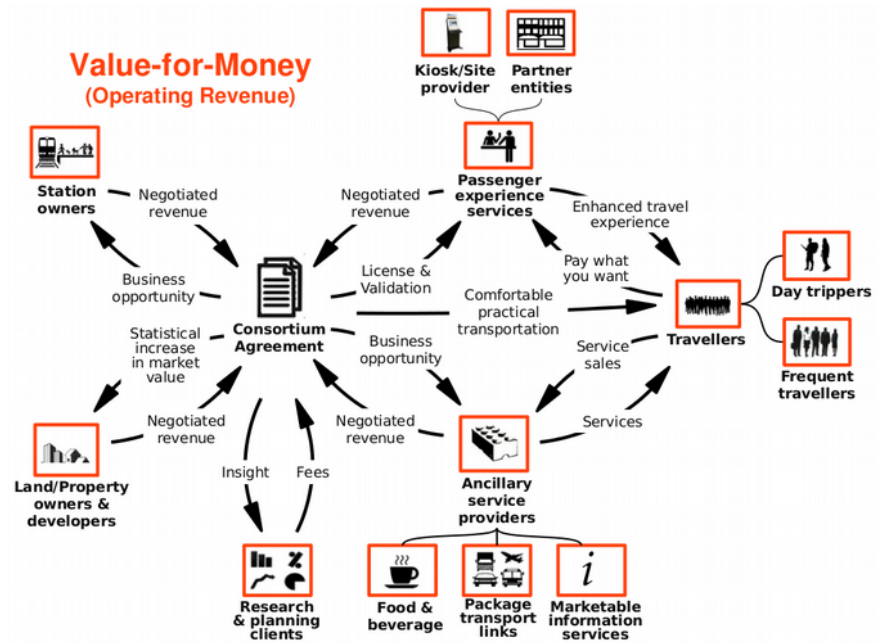 Value-for-Money
(Operating Revenue)
Kiosk/Site
provider
Partner
entities
Station
owners
Negotiated
revenue
Negotiated
revenue
Passenger
experience
services
Enhanced travel
experience
Business
opportunity
License &
Validation
Pay what
you want
Day trippers
Consortium
Agreement
Comfortable
practical
transportation
Travellers
Statistical
increase
in market
value
Business
opportunity
Service
sales
Frequent
travellers
Negotiated
revenue
Negotiated
revenue
Services
Land/Property
owners &
developers
Insight
Fees
Ancillary
service
providers
%
i
Research
& planning
clients
Food &
beverage
Package
transport
links
Marketable
information
services